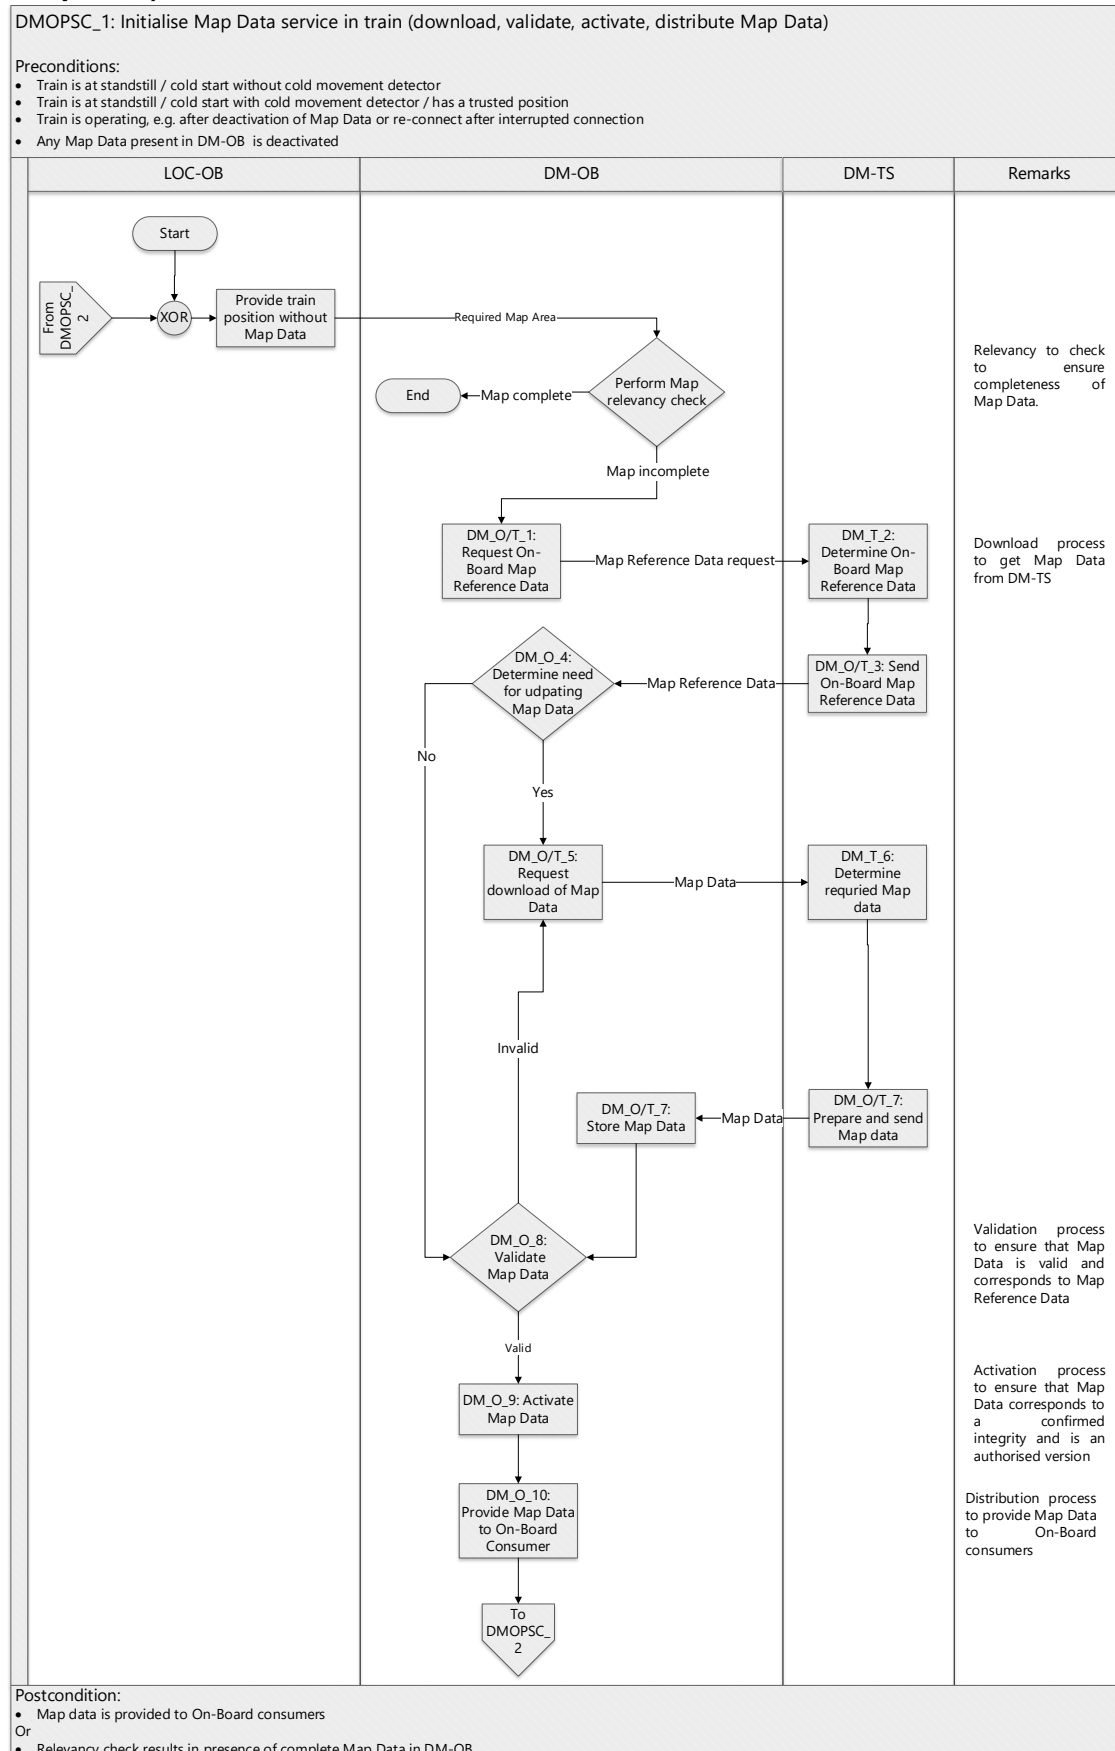 DMOPSC_1: Initialise Map Data service in train (download, validate, activate, distribute Map Data)
Preconditions:
• Train is at standstill / cold start without cold movement detector
• Train is at standstill / cold start with cold movement detector / has a trusted position
• Train is operating, e.g. after deactivation of Map Data or re-connect after interrupted connection
• Any Map Data present in DM-OB is deactivated
LOC-OB
DM-OB
DM-TS
Remarks
Start
From
DMOPSC_
2
XOR
Provide train
position without
Map Data
Required Map Area
Perform Map
relevancy check
Map complete
End
Relevancy to check
to ensure
completeness of
Map Data.
Map incomplete
DM_O/T_1:
Request On-
Board Map
Reference Data
Map Reference Data request
DM_T_2:
Determine On-
Board Map
Reference Data
Download process
to get Map Data
from DM-TS
DM_O/T_3: Send
On-Board Map
Reference Data
Map Reference Data
DM_O_4:
Determine need
for udpating
Map Data
No
Yes
DM_O/T_5:
Request
download of Map
Data
Map Data
DM_T_6:
Determine
requried Map
data
Invalid
DM_O/T_7:
Prepare and send
Map data
Map Data
DM_O/T_7:
Store Map Data
DM_O_8:
Validate
Map Data
Validation process
to ensure that Map
Data is valid and
corresponds to Map
Reference Data
Valid
DM_O_9: Activate
Map Data
Activation process
to ensure that Map
Data corresponds to
a confirmed
integrity and is an
authorised version
DM_O_10:
Provide Map Data
to On-Board
Consumer
Distribution process
to provide Map Data
to On-Board
consumers
To
DMOPSC_
2
Postcondition:
• Map data is provided to On-Board consumers
Or
• Relevancy check results in presence of complete Map Data in DM-OB